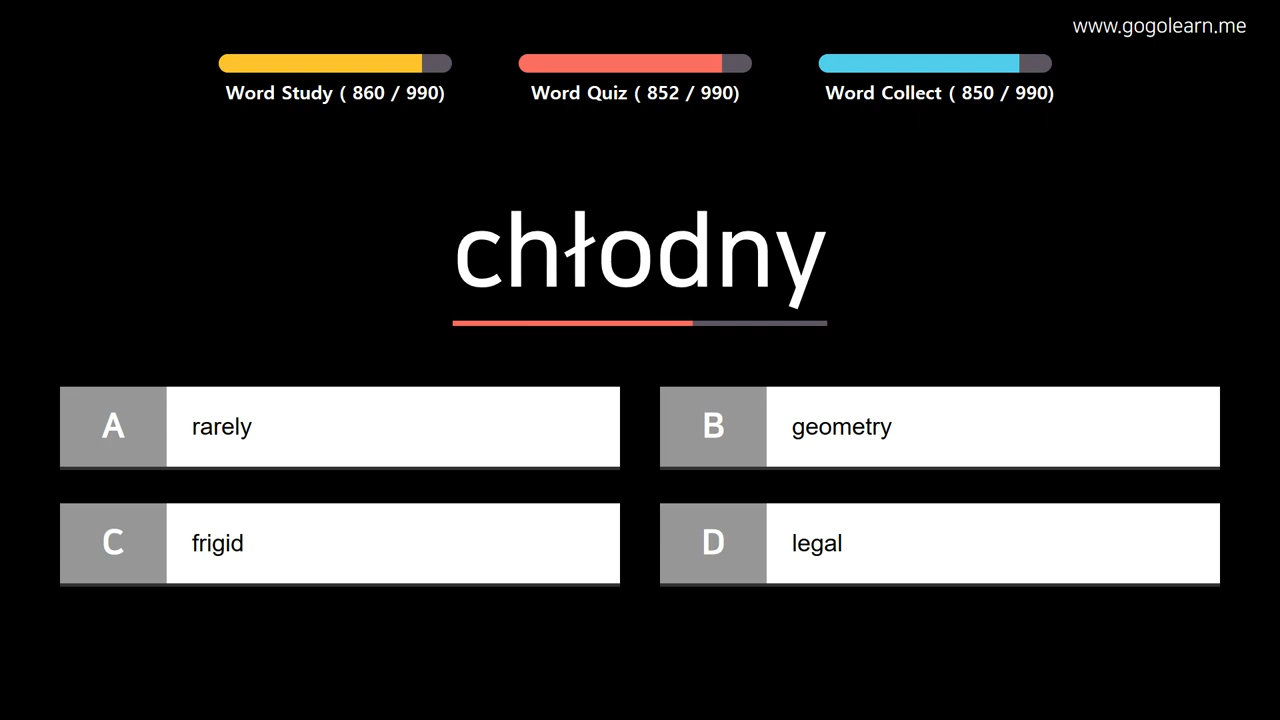 www.gogolearn.me
Word Study ( 860 / 990)
Word Quiz ( 852 / 990)
Word Collect ( 850 / 990)
chłodny
A rarely
B geometry
C frigid
D legal